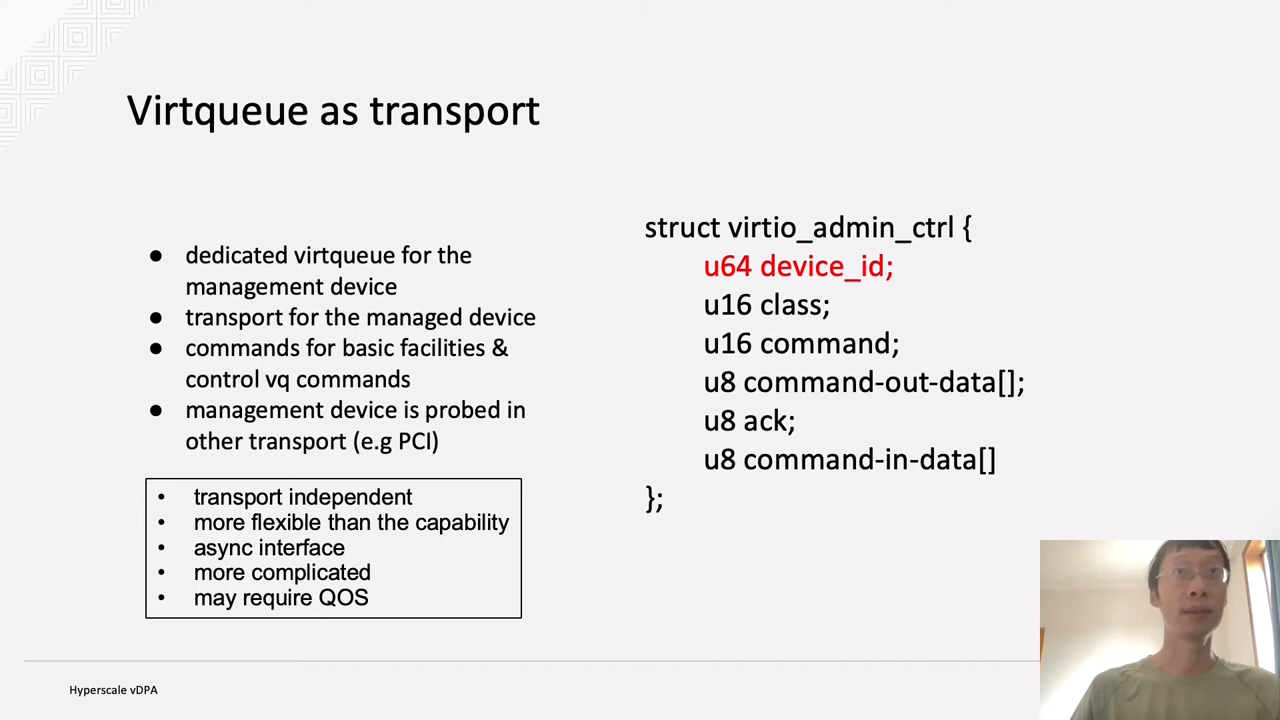 Virtqueue as transport
● dedicated virtqueue for the
management device
● transport for the managed device
● commands for basic facilities &
control vq commands
● management device is probed in
other transport (e.g PCI)
• transport independent
• more flexible than the capability
• async interface
• more complicated
• may require QOS
struct virtio_admin_ctrl {
u64 device_id;
u16 class;
u16 command;
u8 command-out-data[];
u8 ack;
u8 command-in-data[]
};
Hyperscale vDPA